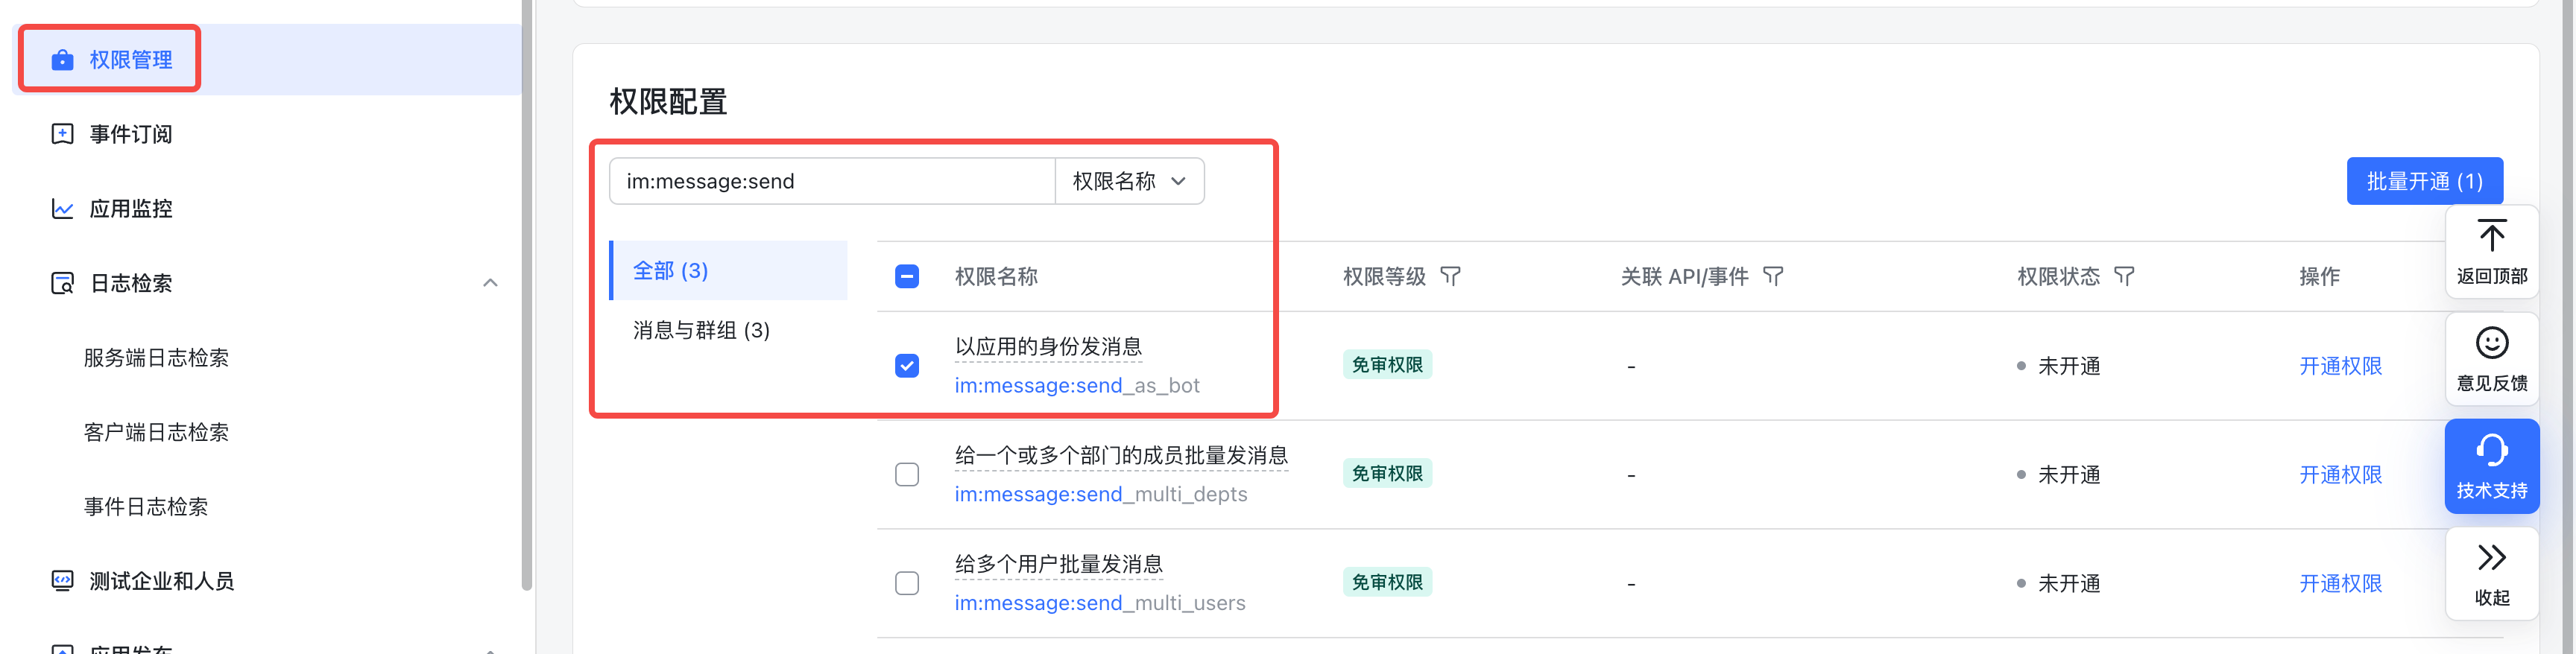 权限管理
事件订阅
应用监控
日志检索
服务端日志检索
客户端日志检索
事件日志检索
测试企业和人员
应用发布
权限配置
im:message:send 权限名称
批量开通 (1)
全部 (3)
消息与群组 (3)
权限名称 权限等级 关联 API/事件 权限状态 操作
以应用的身份发消息
im:message:send_as_bot
免审权限 - 未开通 开通权限
给一个或多个部门的成员批量发消息
im:message:send_multi_depts
免审权限 - 未开通 开通权限
给多个用户批量发消息
im:message:send_multi_users
免审权限 - 未开通 开通权限
返回顶部
意见反馈
技术支持
收起